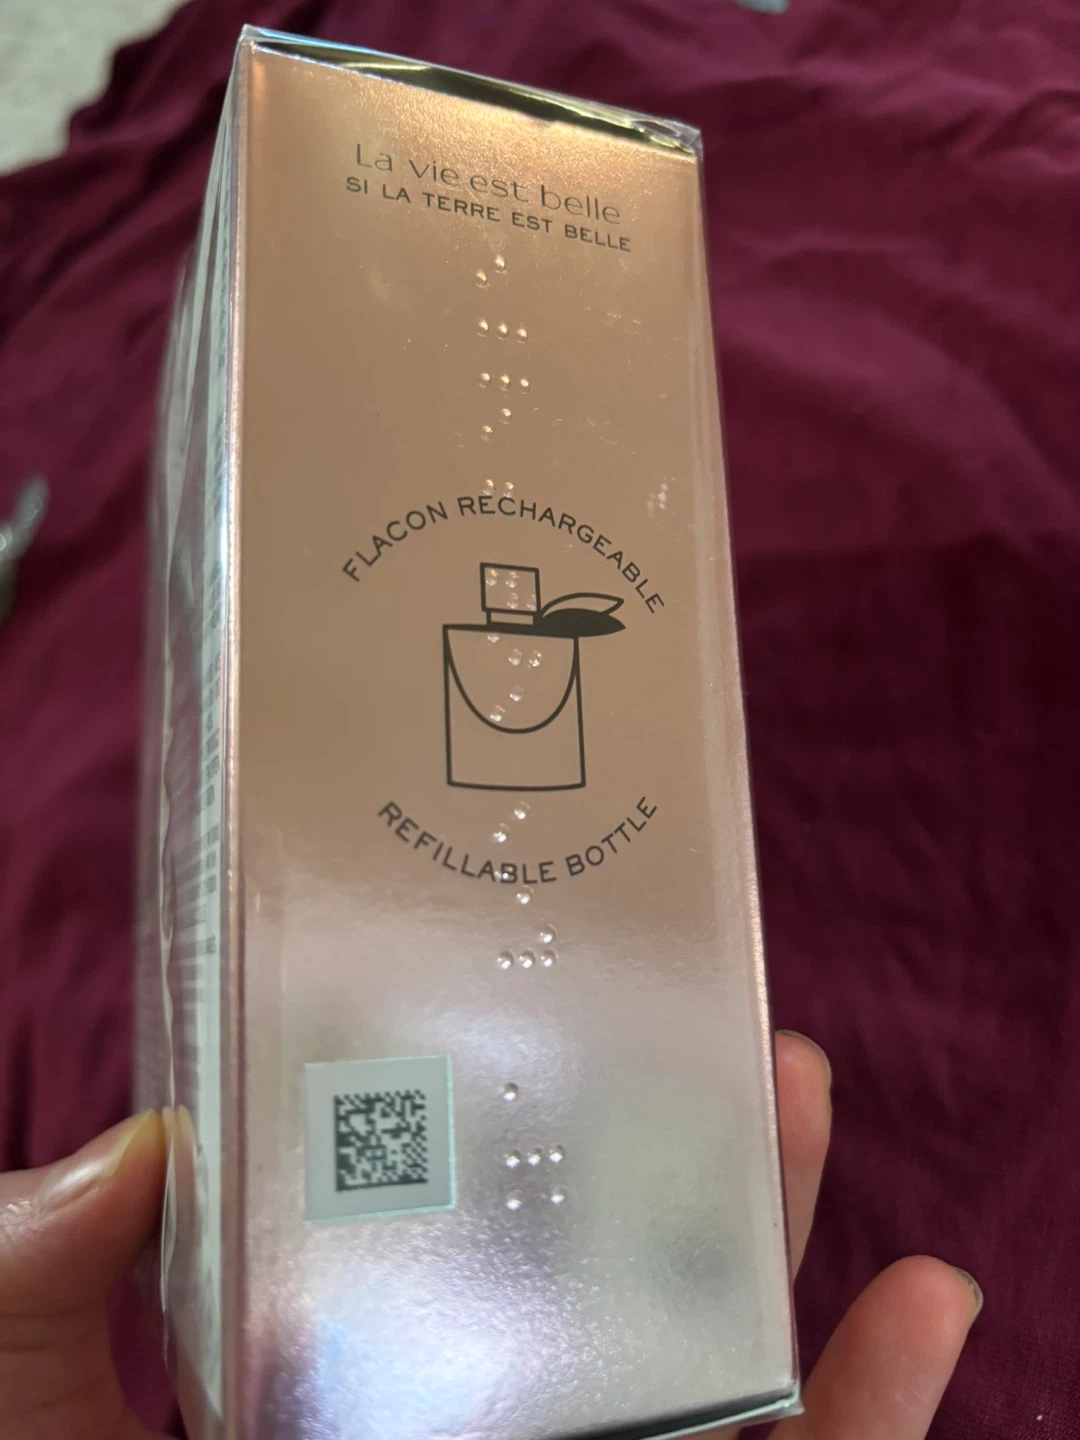 La vie est belle
SI LA TERRE EST BELLE
FLACON RECHARGEABLE
REFILLABLE BOTTLE